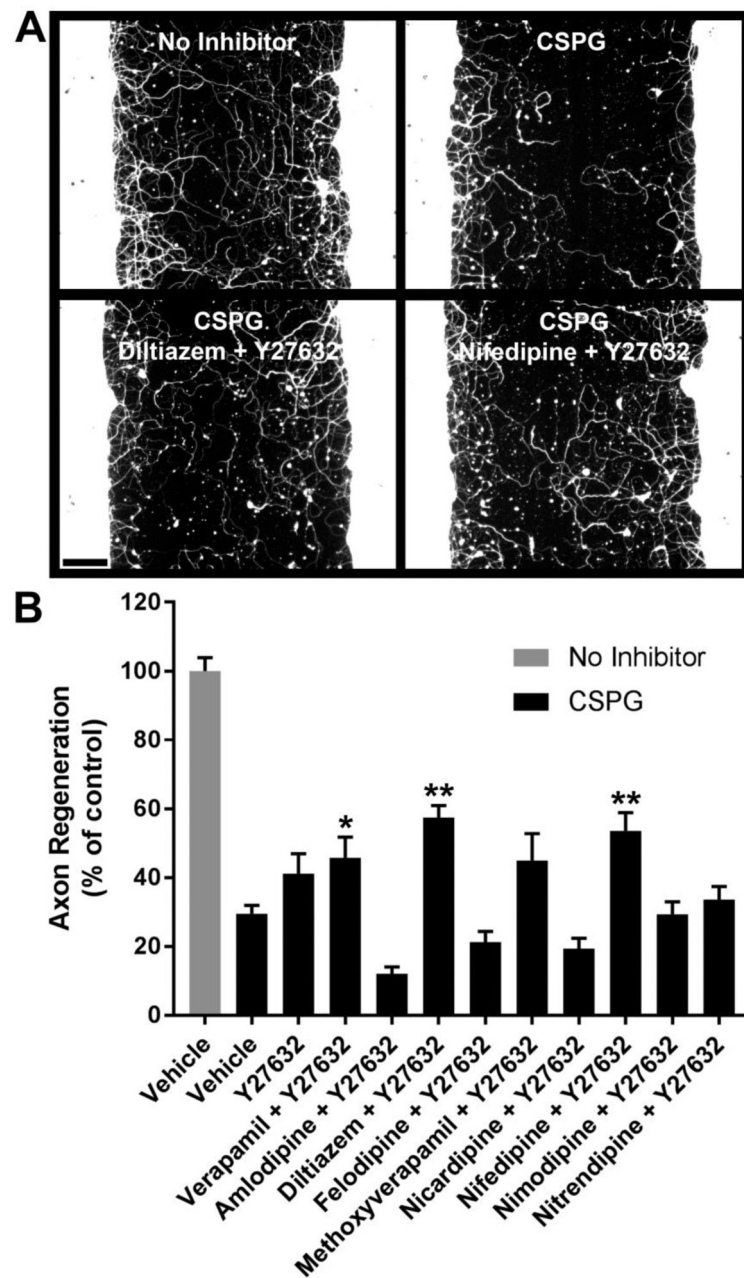 A
No Inhibitor
CSPG
CSPG
Diltiazem + Y27632
CSPG
Nifedipine + Y27632
B
120
100
80
60
40
20
0
Axon Regeneration
(% of control)
No Inhibitor
CSPG
*
**
**
Vehicle
Vehicle
Y27632
Verapamil + Y27632
Amlodipine + Y27632
Diltiazem + Y27632
Felodipine + Y27632
Methoxyverapamil + Y27632
Nicardipine + Y27632
Nifedipine + Y27632
Nimodipine + Y27632
Nitrendipine + Y27632